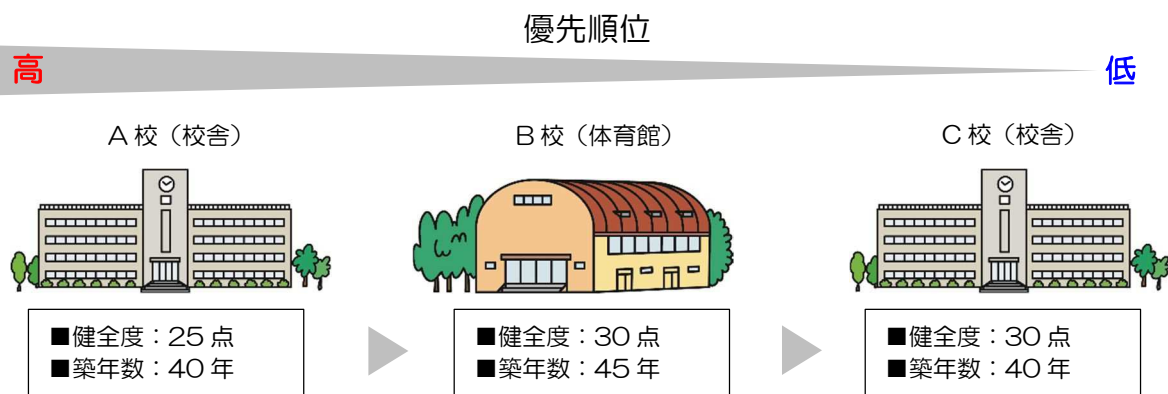 優先順位
高
低
A校（校舎）
B校（体育館）
C校（校舎）
■健全度：25点
■築年数：40年
■健全度：30点
■築年数：45年
■健全度：30点
■築年数：40年